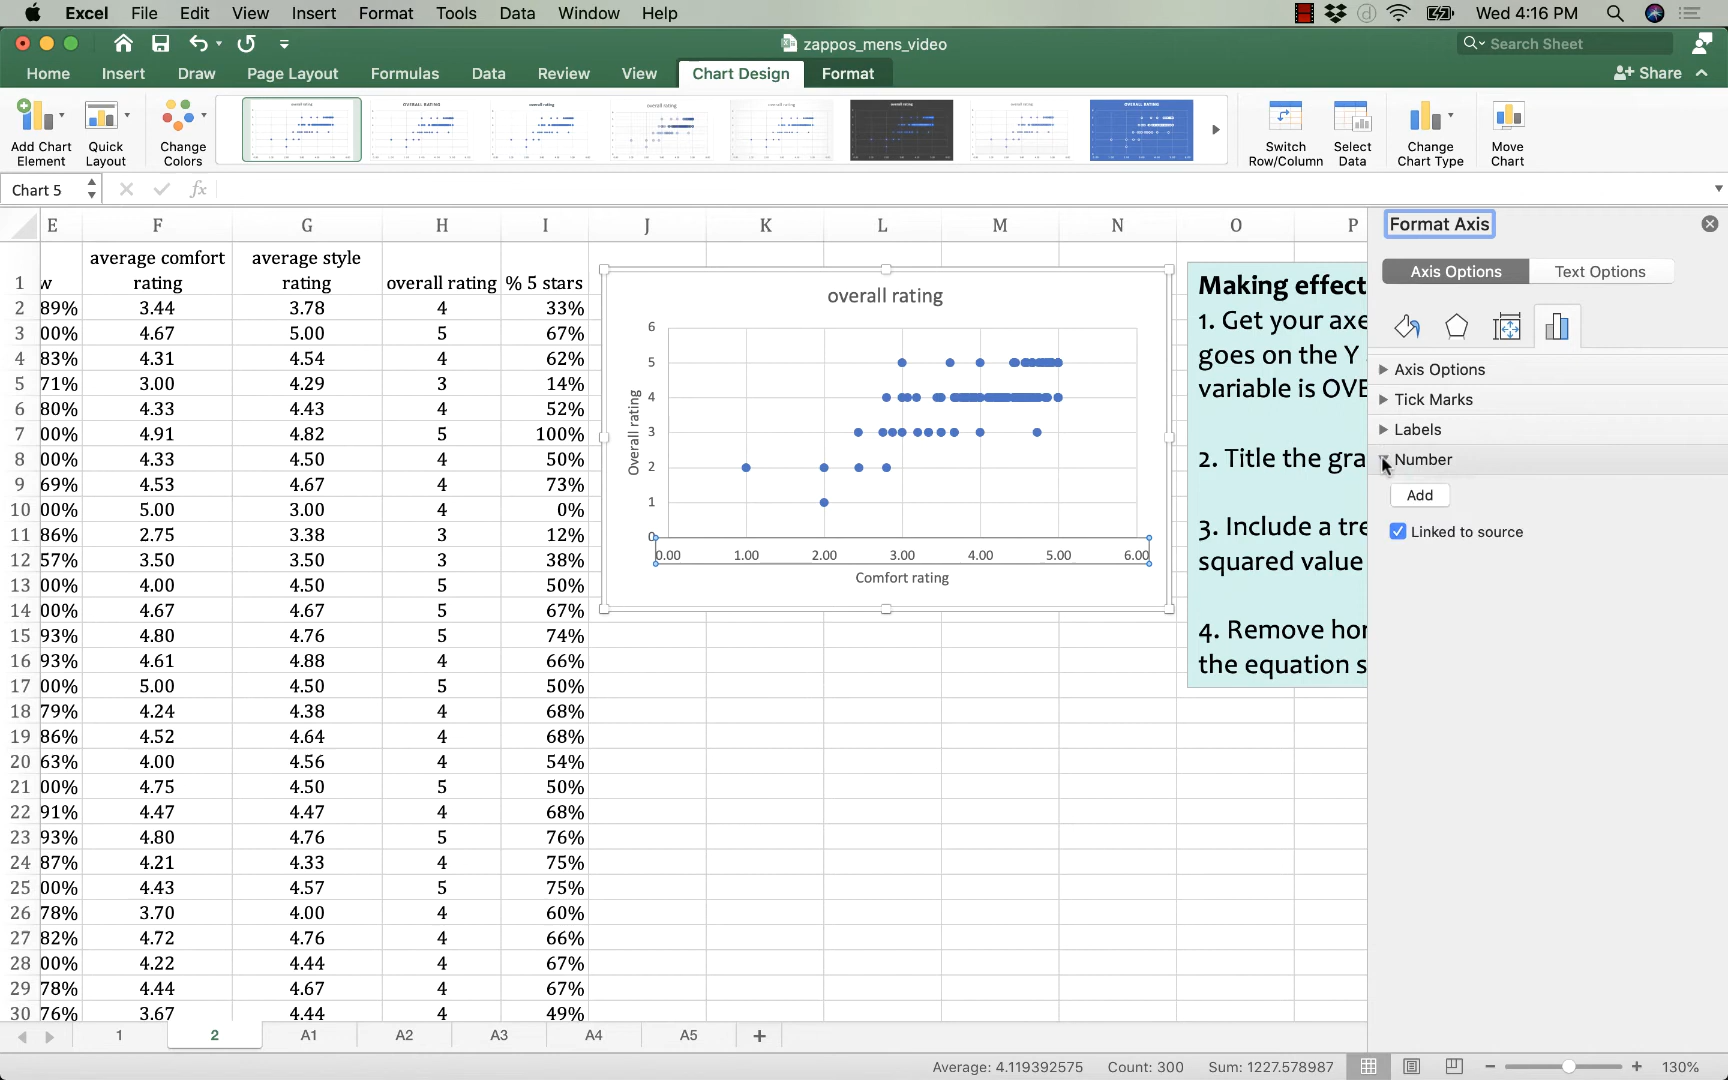 Excel File Edit View Insert Format Tools Data Window Help Wed 4:16 PM
zappos_mens_video Search Sheet
Home Insert Draw Page Layout Formulas Data Review View Chart Design Format Share
Add Chart Element Quick Layout Change Colors Switch Row/Column Select Data Change Chart Type Move Chart
Chart 5 fx
E F G H I J K L M N O P
average comfort average style
1 w rating rating overall rating % 5 stars
2 89% 3.44 3.78 4 33%
3 00% 4.67 5.00 5 67%
4 83% 4.31 4.54 4 62%
5 71% 3.00 4.29 3 14%
6 80% 4.33 4.43 4 52%
7 00% 4.91 4.82 5 100%
8 00% 4.33 4.50 4 50%
9 69% 4.53 4.67 4 73%
10 00% 5.00 3.00 4 0%
11 86% 2.75 3.38 3 12%
12 57% 3.50 3.50 3 38%
13 00% 4.00 4.50 5 50%
14 00% 4.67 4.67 5 67%
15 93% 4.80 4.76 5 74%
16 93% 4.61 4.88 4 66%
17 00% 5.00 4.50 5 50%
18 79% 4.24 4.38 4 68%
19 86% 4.52 4.64 4 68%
20 63% 4.00 4.56 4 54%
21 00% 4.75 4.50 5 50%
22 91% 4.47 4.47 4 68%
23 93% 4.80 4.76 5 76%
24 87% 4.21 4.33 4 75%
25 00% 4.43 4.57 5 75%
26 78% 3.70 4.00 4 60%
27 82% 4.72 4.76 5 66%
28 00% 4.22 4.44 4 67%
29 78% 4.44 4.67 4 67%
30 76% 3.67 4.44 4 49%
overall rating
6
5
4
3
2
1
0
Overall rating
0.00 1.00 2.00 3.00 4.00 5.00 6.00
Comfort rating
Making effect
1. Get your axe
goes on the Y
variable is OVE
2. Title the gra
3. Include a tre
squared value
4. Remove hor
the equation s
Format Axis
Axis Options Text Options
Axis Options
Tick Marks
Labels
Number
Add
Linked to source
1 2 A1 A2 A3 A4 A5 +
Average: 4.119392575 Count: 300 Sum: 1227.578987 130%